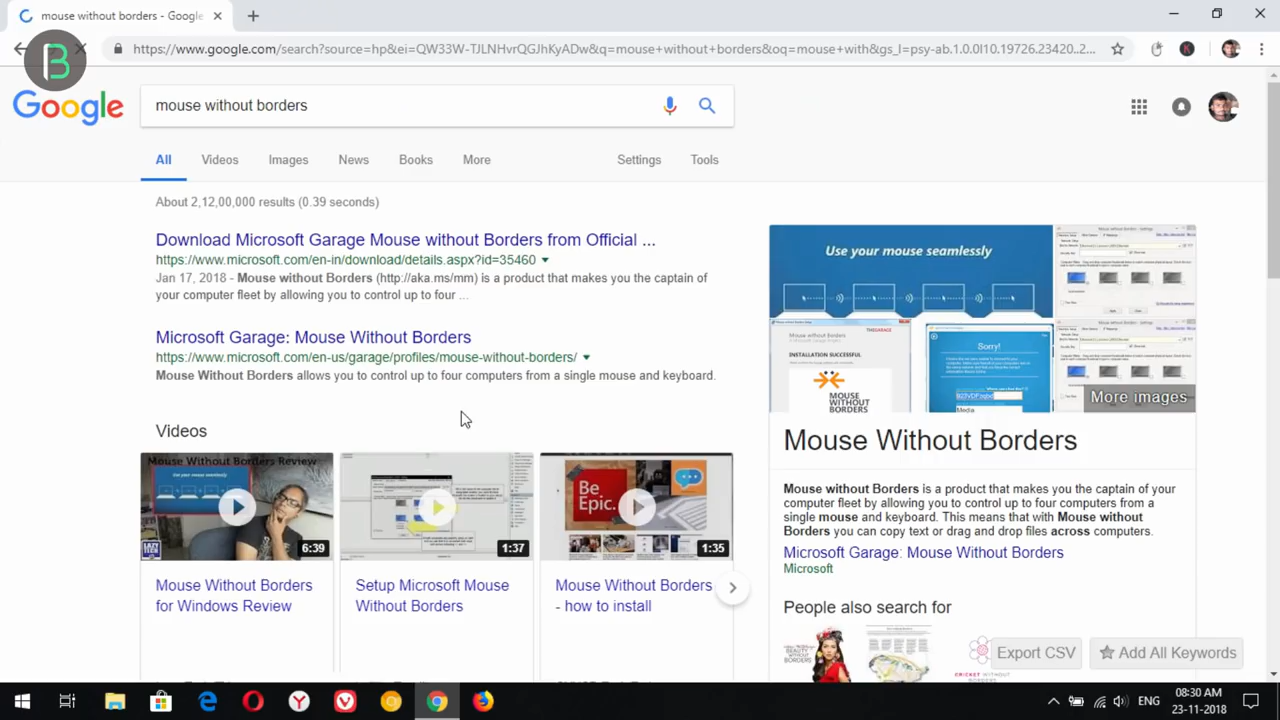 mouse without borders - Google
https://www.google.com/search?source=hp&ei=QW33W-TJLNHvrQGJhKyADw&q=mouse+without+borders&oq=mouse+with&gs_l=psy-ab.1.0.0l10.19726.23420..2...
Google
mouse without borders
All Videos Images News Books More Settings Tools
About 2,12,00,000 results (0.39 seconds)
Download Microsoft Garage Mouse without Borders from Official ...
https://www.microsoft.com/en-in/download/details.aspx?id=35460
Jan 17, 2018 - Mouse without Borders (http://aka.ms/mm) is a product that makes you the captain of
your computer fleet by allowing you to control up to four ...
Microsoft Garage: Mouse Without Borders
https://www.microsoft.com/en-us/garage/profiles/mouse-without-borders/
Mouse Without Borders allows you to control up to four computers from a single mouse and keyboard.
Videos
Mouse Without Borders Review
6:39
1:37
Be
Epic.
1:35
Mouse Without Borders
for Windows Review
Setup Microsoft Mouse
Without Borders
Mouse Without Borders
- how to install
Use your mouse seamlessly
INSTALLATION SUCCESSFUL
MOUSE
WITHOUT
BORDERS
Sorry!
More images
Mouse Without Borders
Mouse without Borders is a product that makes you the captain of your
computer fleet by allowing you to control up to four computers from a
single mouse and keyboard. This means that with Mouse without
Borders you can copy text or drag and drop files across computers.
Microsoft Garage: Mouse Without Borders
Microsoft
People also search for
Export CSV
Add All Keywords
ENG
08:30 AM
23-11-2018